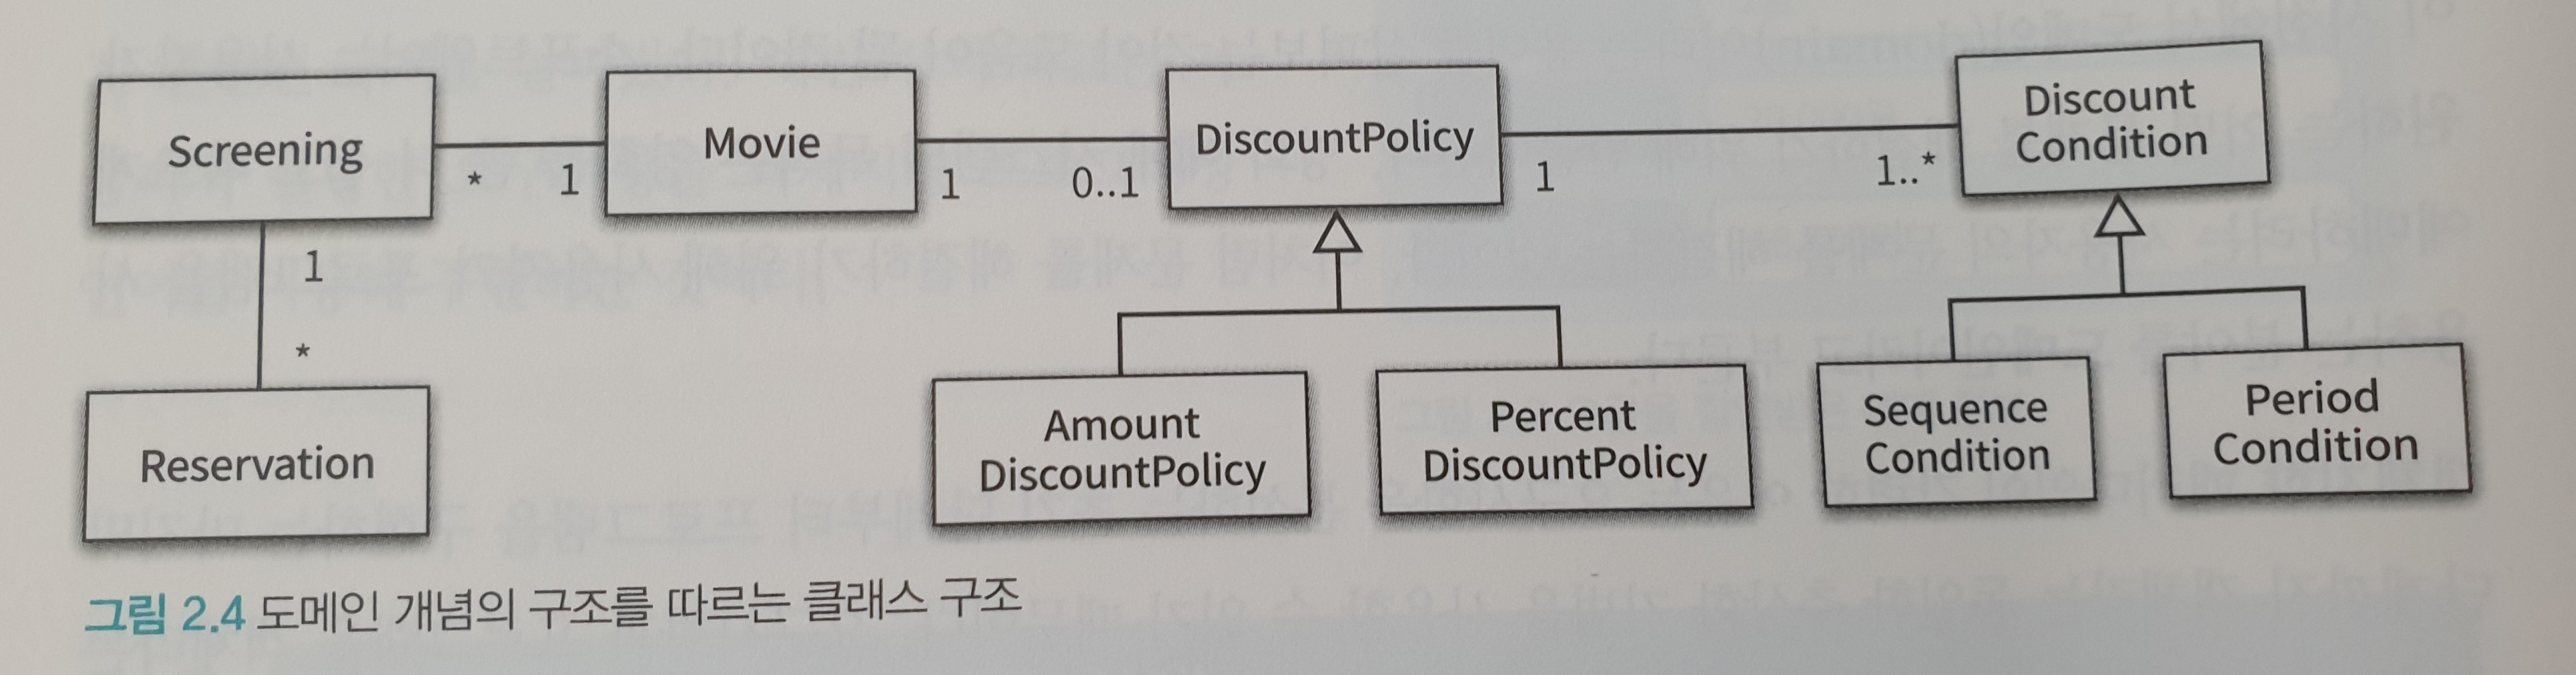 Screening
* 1
Movie
1 0..1
DiscountPolicy
1 1..*
Discount
Condition
1
*
Reservation
Amount
DiscountPolicy
Percent
DiscountPolicy
Sequence
Condition
Period
Condition
그림 2.4 도메인 개념의 구조를 따르는 클래스 구조